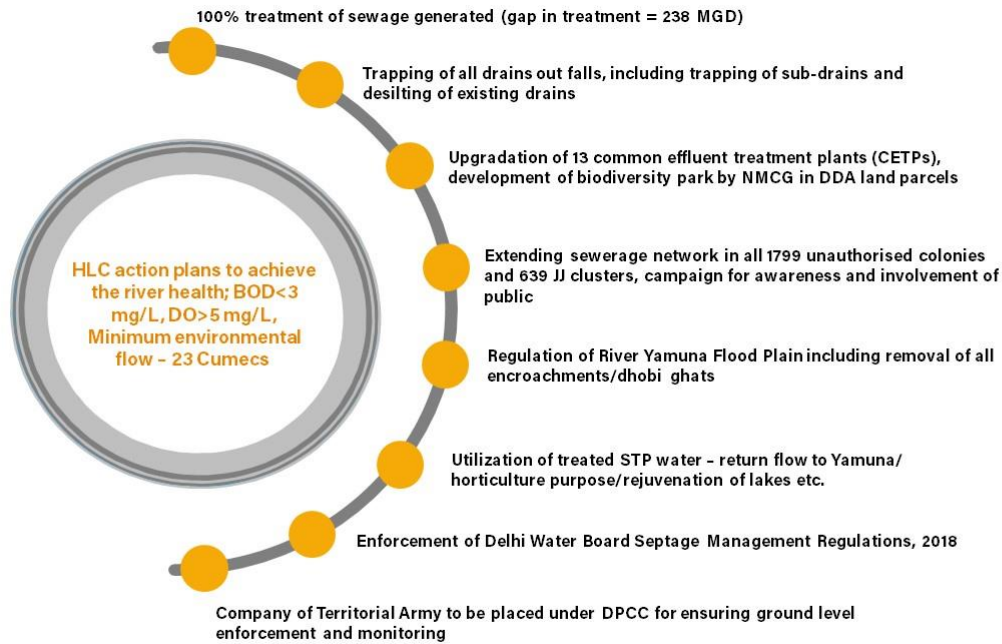 100% treatment of sewage generated (gap in treatment = 238 MGD)
Trapping of all drains out falls, including trapping of sub-drains and
desilting of existing drains
Upgradation of 13 common effluent treatment plants (CETPs),
development of biodiversity park by NMCG in DDA land parcels
HLC action plans to achieve
the river health; BOD<3
mg/L, DO>5 mg/L,
Minimum environmental
flow – 23 Cumecs
Extending sewerage network in all 1799 unauthorised colonies
and 639 JJ clusters, campaign for awareness and involvement of
public
Regulation of River Yamuna Flood Plain including removal of all
encroachments/dhobi ghats
Utilization of treated STP water – return flow to Yamuna/
horticulture purpose/rejuvenation of lakes etc.
Enforcement of Delhi Water Board Septage Management Regulations, 2018
Company of Territorial Army to be placed under DPCC for ensuring ground level
enforcement and monitoring